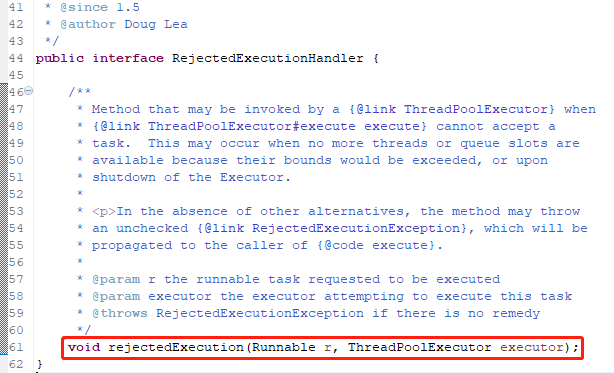 41  * @since 1.5
42  * @author Doug Lea
43  */
44 public interface RejectedExecutionHandler {
45
46     /**
47      * Method that may be invoked by a {@link ThreadPoolExecutor} when
48      * {@link ThreadPoolExecutor#execute execute} cannot accept a
49      * task.  This may occur when no more threads or queue slots are
50      * available because their bounds would be exceeded, or upon
51      * shutdown of the Executor.
52      *
53      * <p>In the absence of other alternatives, the method may throw
54      * an unchecked {@link RejectedExecutionException}, which will be
55      * propagated to the caller of {@code execute}.
56      *
57      * @param r the runnable task requested to be executed
58      * @param executor the executor attempting to execute this task
59      * @throws RejectedExecutionException if there is no remedy
60      */
61     void rejectedExecution(Runnable r, ThreadPoolExecutor executor);
62 }